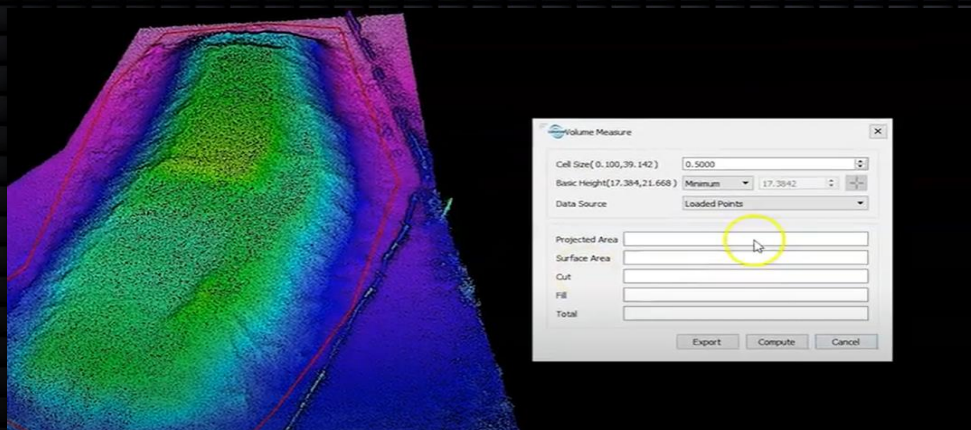 Volume Measure
Cell Size( 0.100,39.142 ) 0.5000
Basic Height(17.384,21.668 ) Minimum 17.3842
Data Source Loaded Points
Projected Area
Surface Area
Cut
Fill
Total
Export Compute Cancel